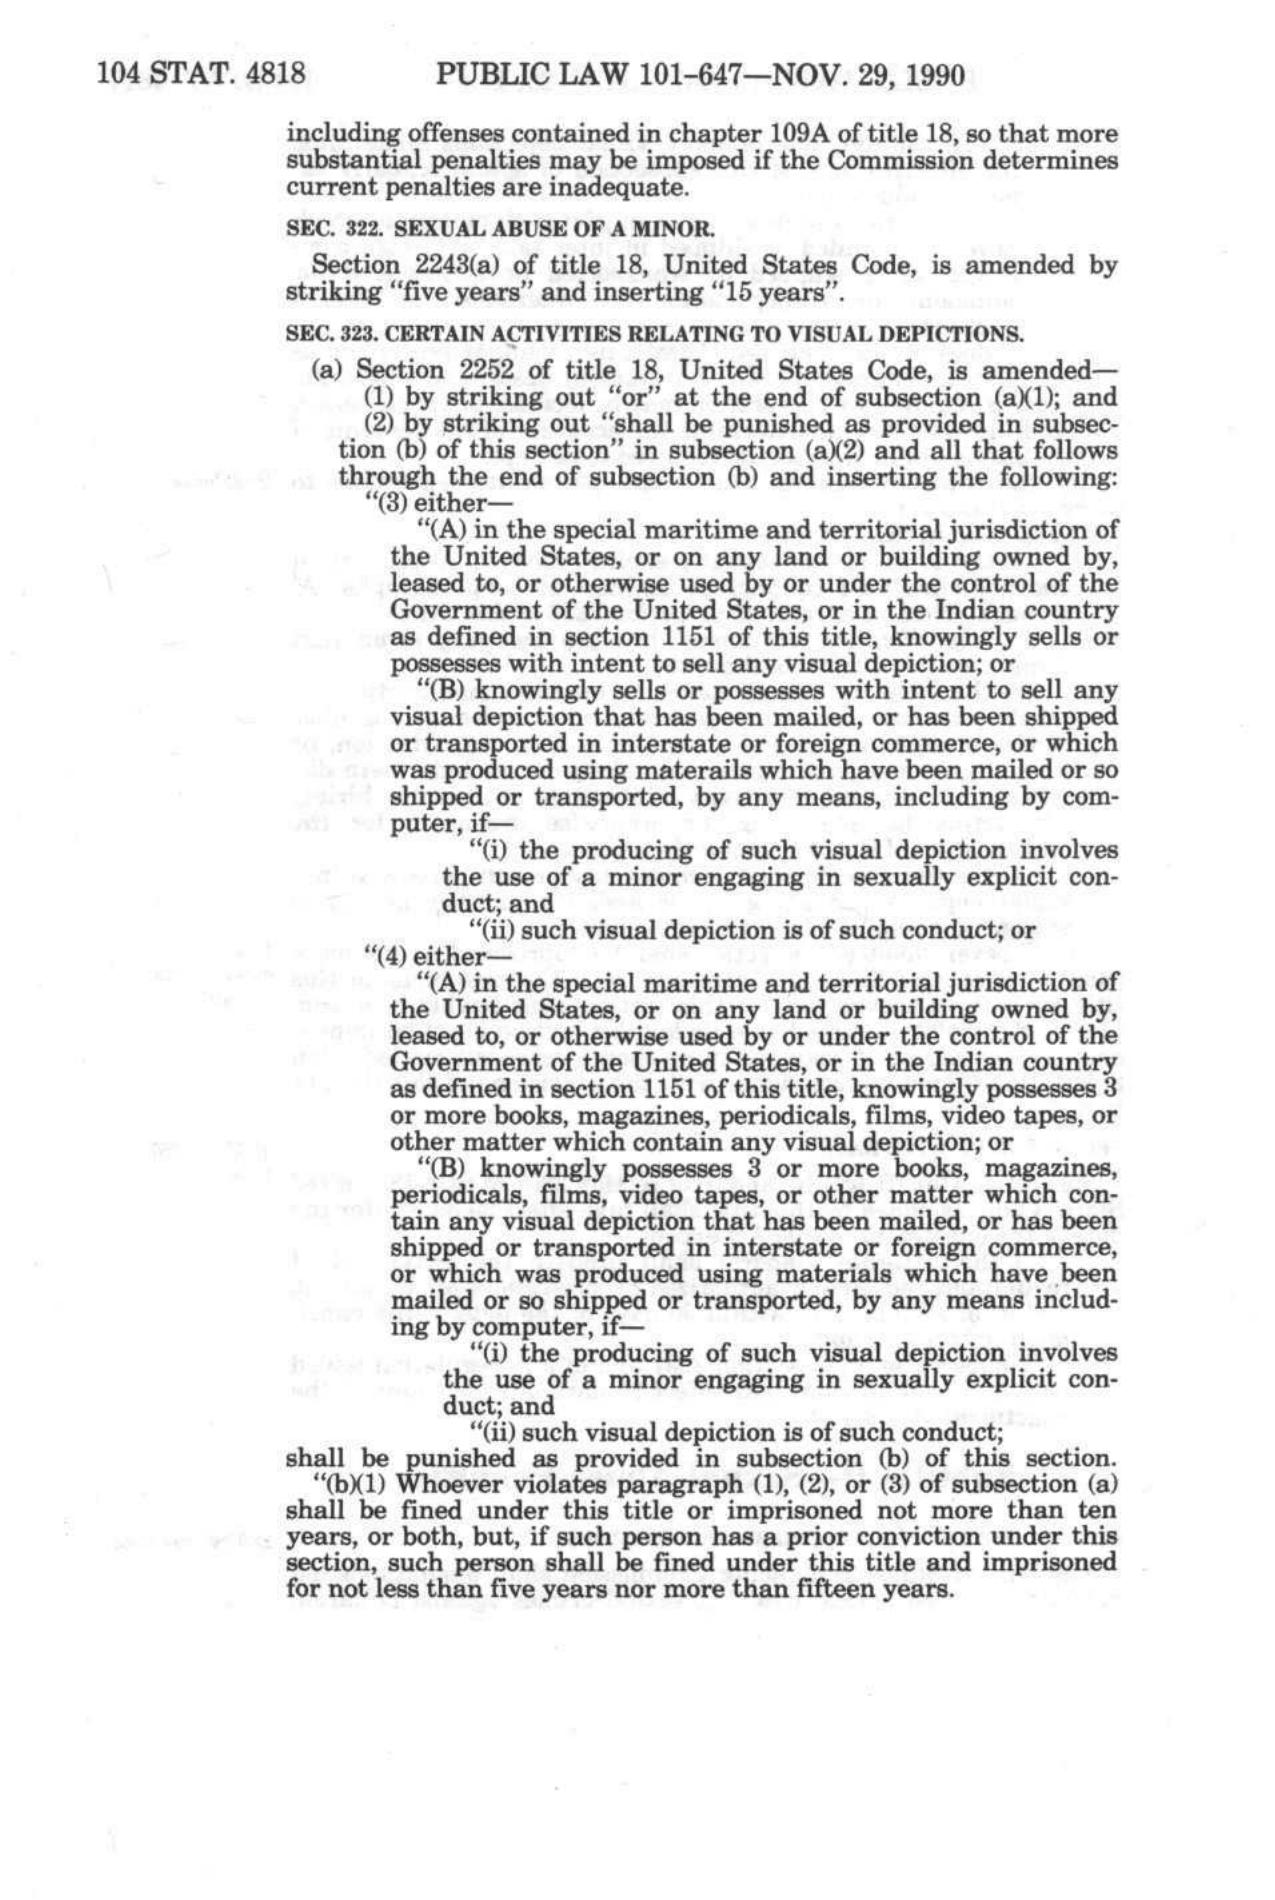 104 STAT. 4818 PUBLIC LAW 101–647—NOV. 29, 1990
including offenses contained in chapter 109A of title 18, so that more
substantial penalties may be imposed if the Commission determines
current penalties are inadequate.
SEC. 322. SEXUAL ABUSE OF A MINOR.
Section 2243(a) of title 18, United States Code, is amended by
striking “five years” and inserting “15 years”.
SEC. 323. CERTAIN ACTIVITIES RELATING TO VISUAL DEPICTIONS.
(a) Section 2252 of title 18, United States Code, is amended—
(1) by striking out “or” at the end of subsection (a)(1); and
(2) by striking out “shall be punished as provided in subsec-
tion (b) of this section” in subsection (a)(2) and all that follows
through the end of subsection (b) and inserting the following:
“(3) either—
“(A) in the special maritime and territorial jurisdiction of
the United States, or on any land or building owned by,
leased to, or otherwise used by or under the control of the
Government of the United States, or in the Indian country
as defined in section 1151 of this title, knowingly sells or
possesses with intent to sell any visual depiction; or
“(B) knowingly sells or possesses with intent to sell any
visual depiction that has been mailed, or has been shipped
or transported in interstate or foreign commerce, or which
was produced using materails which have been mailed or so
shipped or transported, by any means, including by com-
puter, if—
“(i) the producing of such visual depiction involves
the use of a minor engaging in sexually explicit con-
duct; and
“(ii) such visual depiction is of such conduct; or
“(4) either—
“(A) in the special maritime and territorial jurisdiction of
the United States, or on any land or building owned by,
leased to, or otherwise used by or under the control of the
Government of the United States, or in the Indian country
as defined in section 1151 of this title, knowingly possesses 3
or more books, magazines, periodicals, films, video tapes, or
other matter which contain any visual depiction; or
“(B) knowingly possesses 3 or more books, magazines,
periodicals, films, video tapes, or other matter which con-
tain any visual depiction that has been mailed, or has been
shipped or transported in interstate or foreign commerce,
or which was produced using materials which have been
mailed or so shipped or transported, by any means includ-
ing by computer, if—
“(i) the producing of such visual depiction involves
the use of a minor engaging in sexually explicit con-
duct; and
“(ii) such visual depiction is of such conduct;
shall be punished as provided in subsection (b) of this section.
“(b)(1) Whoever violates paragraph (1), (2), or (3) of subsection (a)
shall be fined under this title or imprisoned not more than ten
years, or both, but, if such person has a prior conviction under this
section, such person shall be fined under this title and imprisoned
for not less than five years nor more than fifteen years.